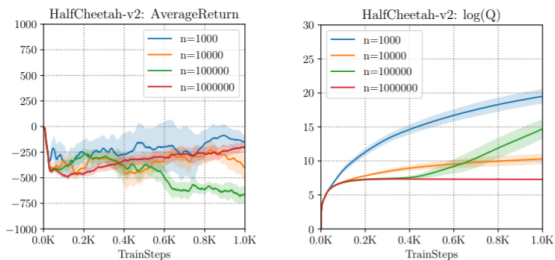 HalfCheetah-v2: AverageReturn
1000
750
500
250
0
−250
−500
−750
−1000
n=1000
n=10000
n=100000
n=1000000
0.0K 0.2K 0.4K 0.6K 0.8K 1.0K
TrainSteps
HalfCheetah-v2: log(Q)
30
25
20
15
10
5
0
n=1000
n=10000
n=100000
n=1000000
0.0K 0.2K 0.4K 0.6K 0.8K 1.0K
TrainSteps